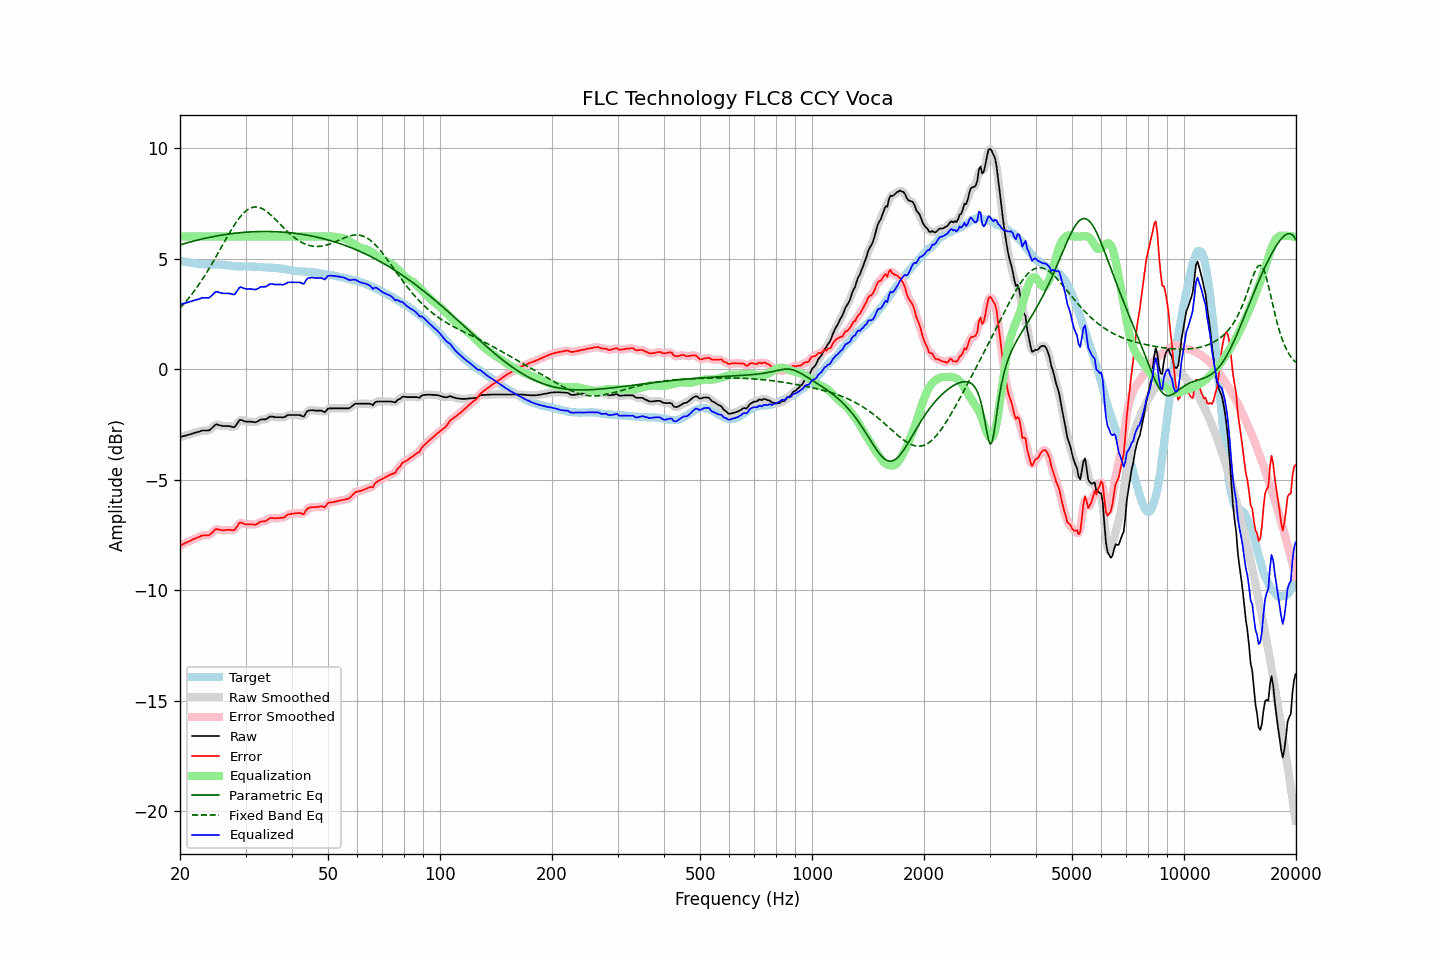 FLC Technology FLC8 CCY Voca
Amplitude (dBr)
10
5
0
−5
−10
−15
−20
Target
Raw Smoothed
Error Smoothed
Raw
Error
Equalization
Parametric Eq
Fixed Band Eq
Equalized
20 50 100 200 500 1000 2000 5000 10000 20000
Frequency (Hz)